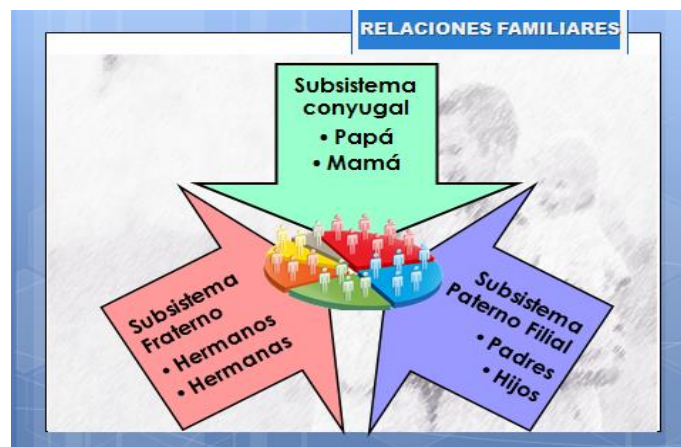 RELACIONES FAMILIARES
Subsistema
conyugal
• Papá
• Mamá
Subsistema
Fraterno
• Hermanos
• Hermanas
Subsistema
Paterno Filial
• Padres
• Hijos